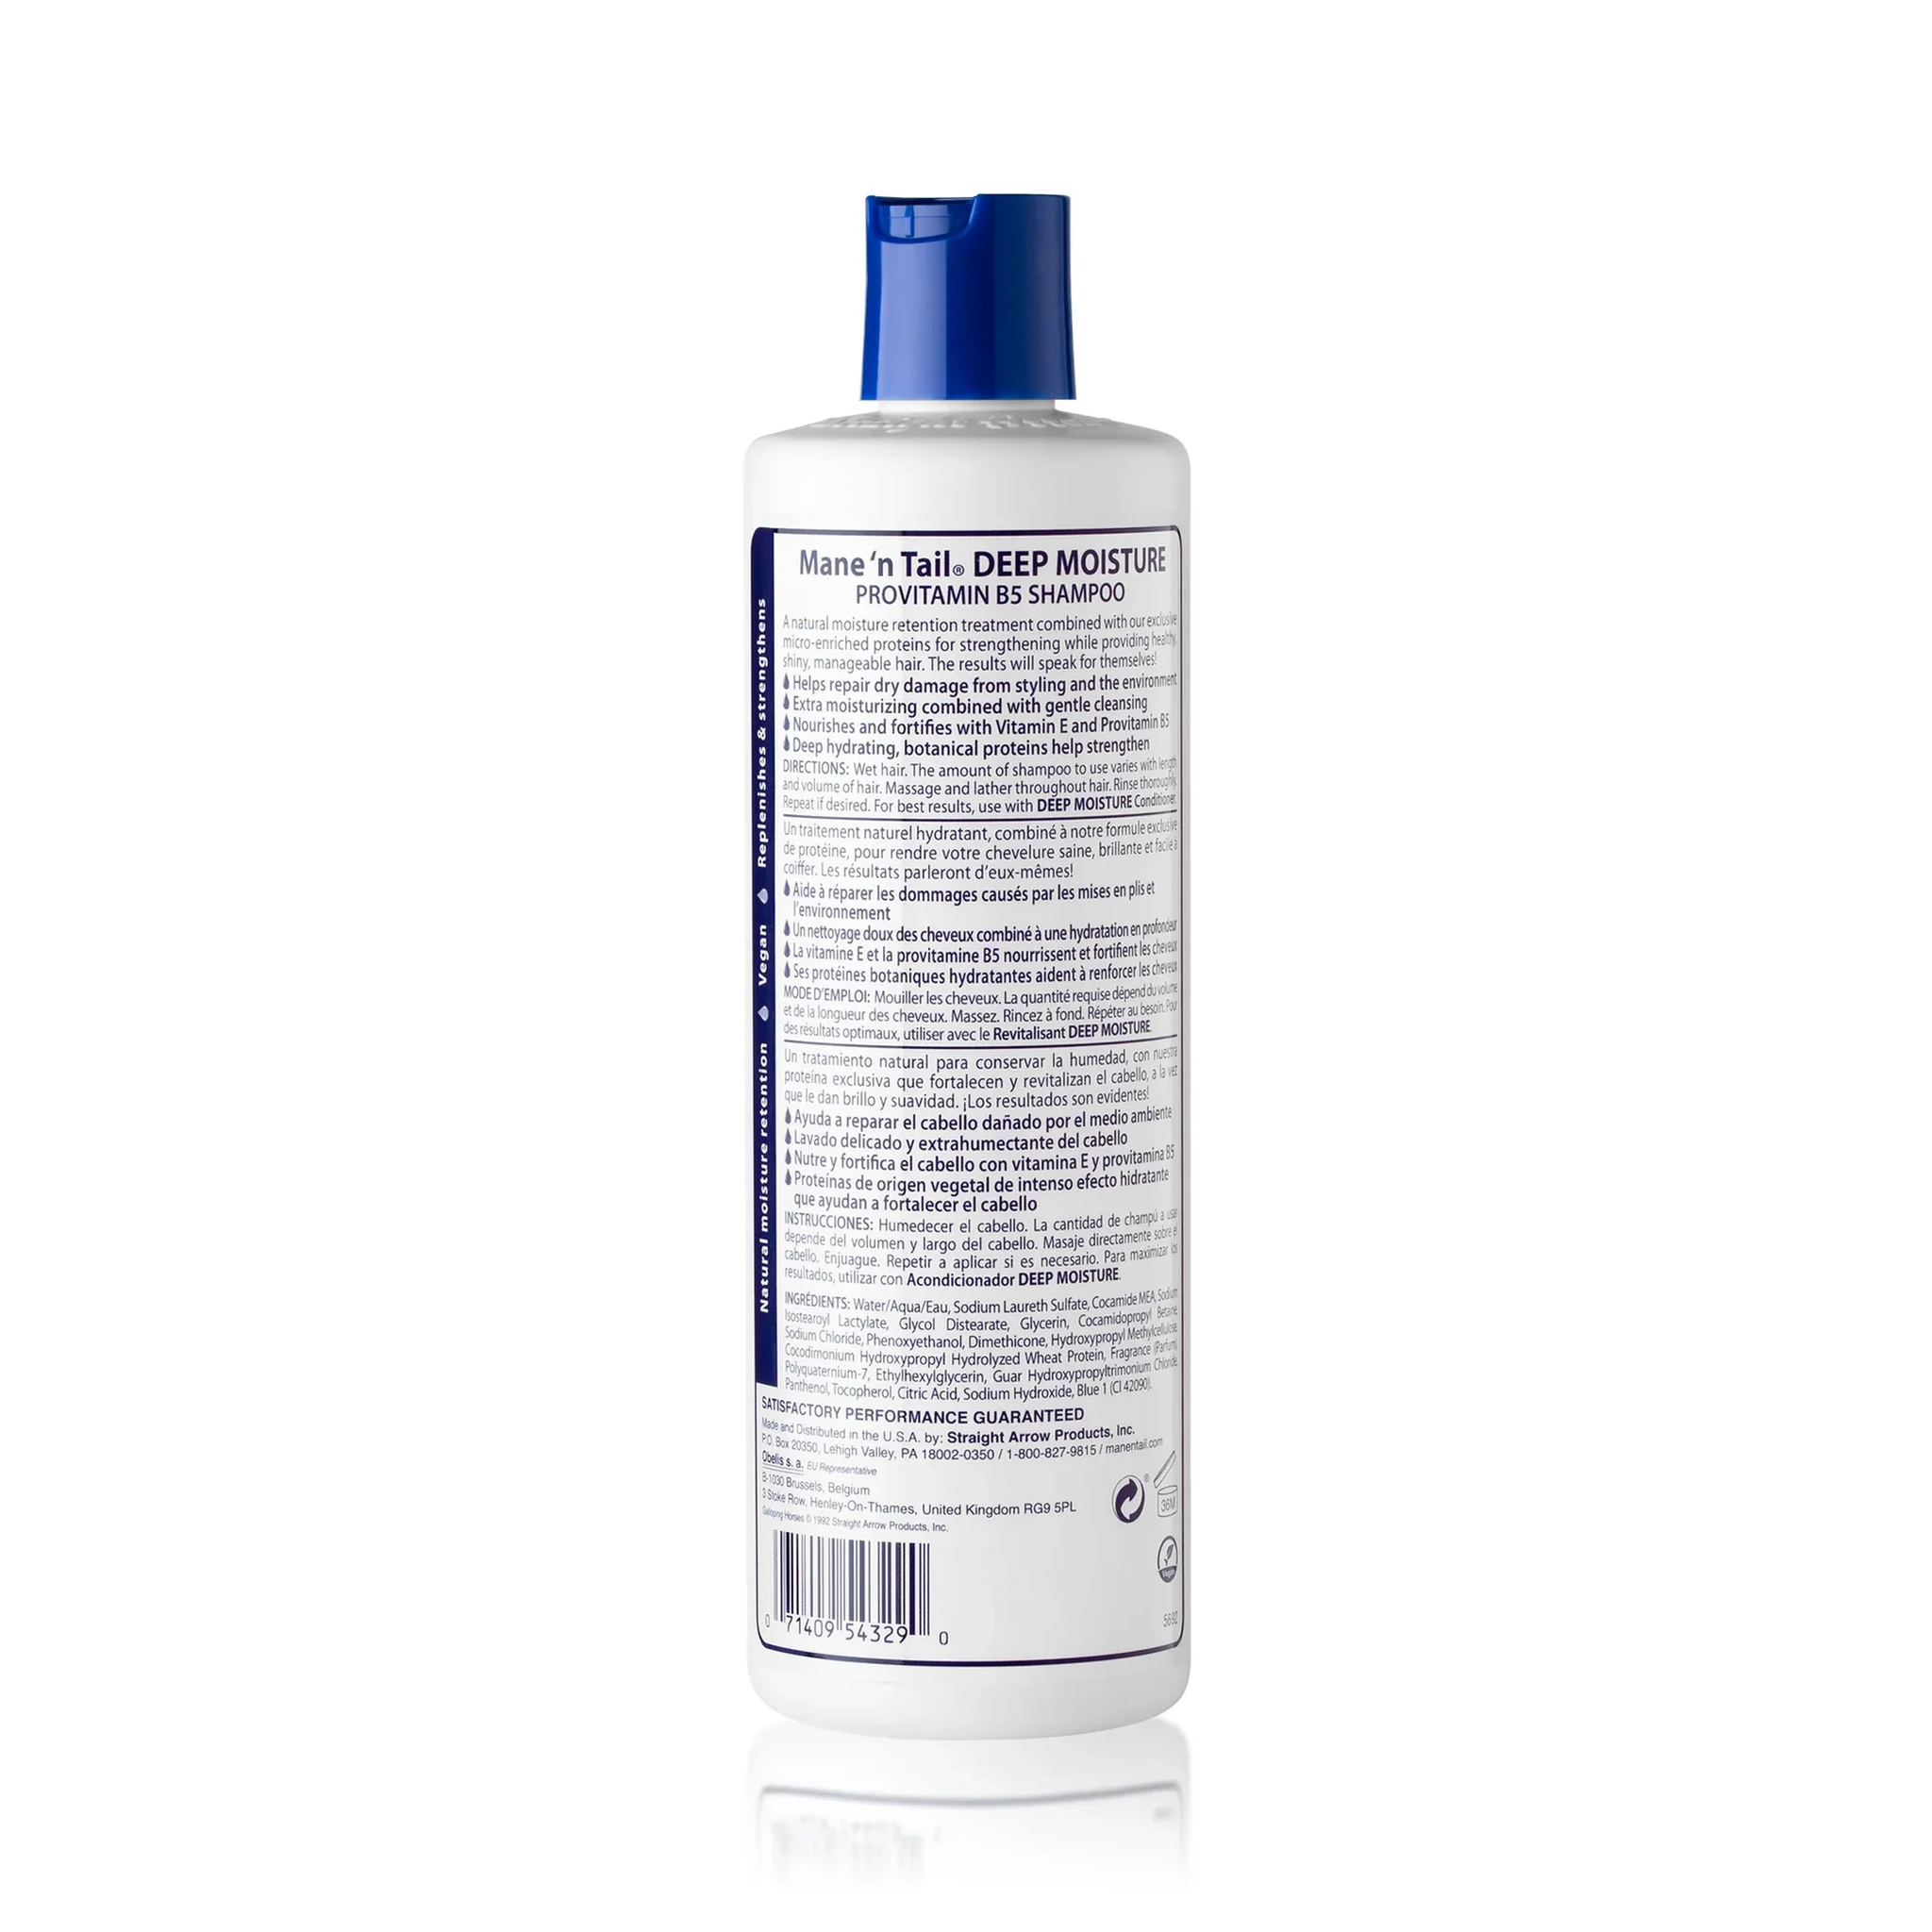 Mane 'n Tail® DEEP MOISTURE
PROVITAMIN B5 SHAMPOO
A natural moisture retention treatment combined with our exclusive
micro-enriched proteins for strengthening while providing healthy,
shiny, manageable hair. The results will speak for themselves!
Helps repair dry damage from styling and the environment
Extra moisturizing combined with gentle cleansing
Nourishes and fortifies with Vitamin E and Provitamin B5
Deep hydrating, botanical proteins help strengthen
DIRECTIONS: Wet hair. The amount of shampoo to use varies with length
and volume of hair. Massage and lather throughout hair. Rinse thoroughly.
Repeat if desired. For best results, use with DEEP MOISTURE Conditioner.
Un traitement naturel hydratant, combiné à notre formule exclusive
de protéine, pour rendre votre chevelure saine, brillante et facile à
coiffer. Les résultats parleront d'eux-mêmes!
Aide à réparer les dommages causés par les mises en plis et
l'environnement
Un nettoyage doux des cheveux combiné à une hydratation en profondeur
La vitamine E et la provitamine B5 nourrissent et fortifient les cheveux
Ses protéines botaniques hydratantes aident à renforcer les cheveux
MODE D'EMPLOI: Mouiller les cheveux. La quantité requise dépend du volume
et de la longueur des cheveux. Massez. Rincez à fond. Répéter au besoin. Pour
des résultats optimaux, utiliser avec le Revitalisant DEEP MOISTURE.
Un tratamiento natural para conservar la humedad, con nuestra
proteína exclusiva que fortalecen y revitalizan el cabello, a la vez
que le dan brillo y suavidad. ¡Los resultados son evidentes!
Ayuda a reparar el cabello dañado por el medio ambiente
Lavado delicado y extrahumectante del cabello
Nutre y fortifica el cabello con vitamina E y provitamina B5
Proteínas de origen vegetal de intenso efecto hidratante
que ayudan a fortalecer el cabello
INSTRUCCIONES: Humedecer el cabello. La cantidad de champú a usar
depende del volumen y largo del cabello. Masaje directamente sobre el
cabello. Enjuague. Repetir a aplicar si es necesario. Para maximizar los
resultados, utilizar con Acondicionador DEEP MOISTURE.
INGRÉDIENTS: Water/Aqua/Eau, Sodium Laureth Sulfate, Cocamide MEA, Sodium
Isostearoyl Lactylate, Glycol Distearate, Glycerin, Cocamidopropyl Betaine,
Sodium Chloride, Phenoxyethanol, Dimethicone, Hydroxypropyl Methylcellulose,
Cocodimonium Hydroxypropyl Hydrolyzed Wheat Protein, Fragrance (Parfum),
Polyquaternium-7, Ethylhexylglycerin, Guar Hydroxypropyltrimonium Chloride,
Panthenol, Tocopherol, Citric Acid, Sodium Hydroxide, Blue 1 (CI 42090).
Natural moisture retention Vegan Replenishes & strengthens
SATISFACTORY PERFORMANCE GUARANTEED
Made and Distributed in the U.S.A. by: Straight Arrow Products, Inc.
P.O. Box 20350, Lehigh Valley, PA 18002-0350 / 1-800-827-9815 / manentail.com
Obelis s. a. EU Representative
B-1030 Brussels, Belgium
3 Stoke Row, Henley-On-Thames, United Kingdom RG9 5PL
Galloping Horses © 1992 Straight Arrow Products, Inc.
®
36M
Vegan
0 71409 54329 0